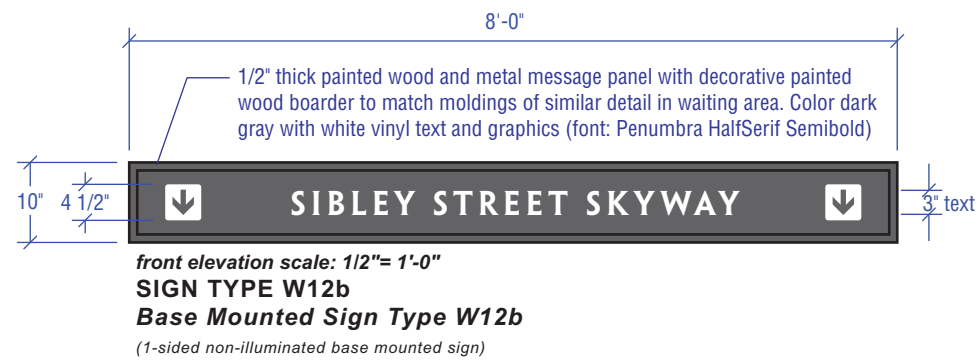 8'-0"
1/2" thick painted wood and metal message panel with decorative painted
wood boarder to match moldings of similar detail in waiting area. Color dark
gray with white vinyl text and graphics (font: Penumbra HalfSerif Semibold)
10"
4 1/2"
SIBLEY STREET SKYWAY
3" text
front elevation scale: 1/2"= 1'-0"
SIGN TYPE W12b
Base Mounted Sign Type W12b
(1-sided non-illuminated base mounted sign)